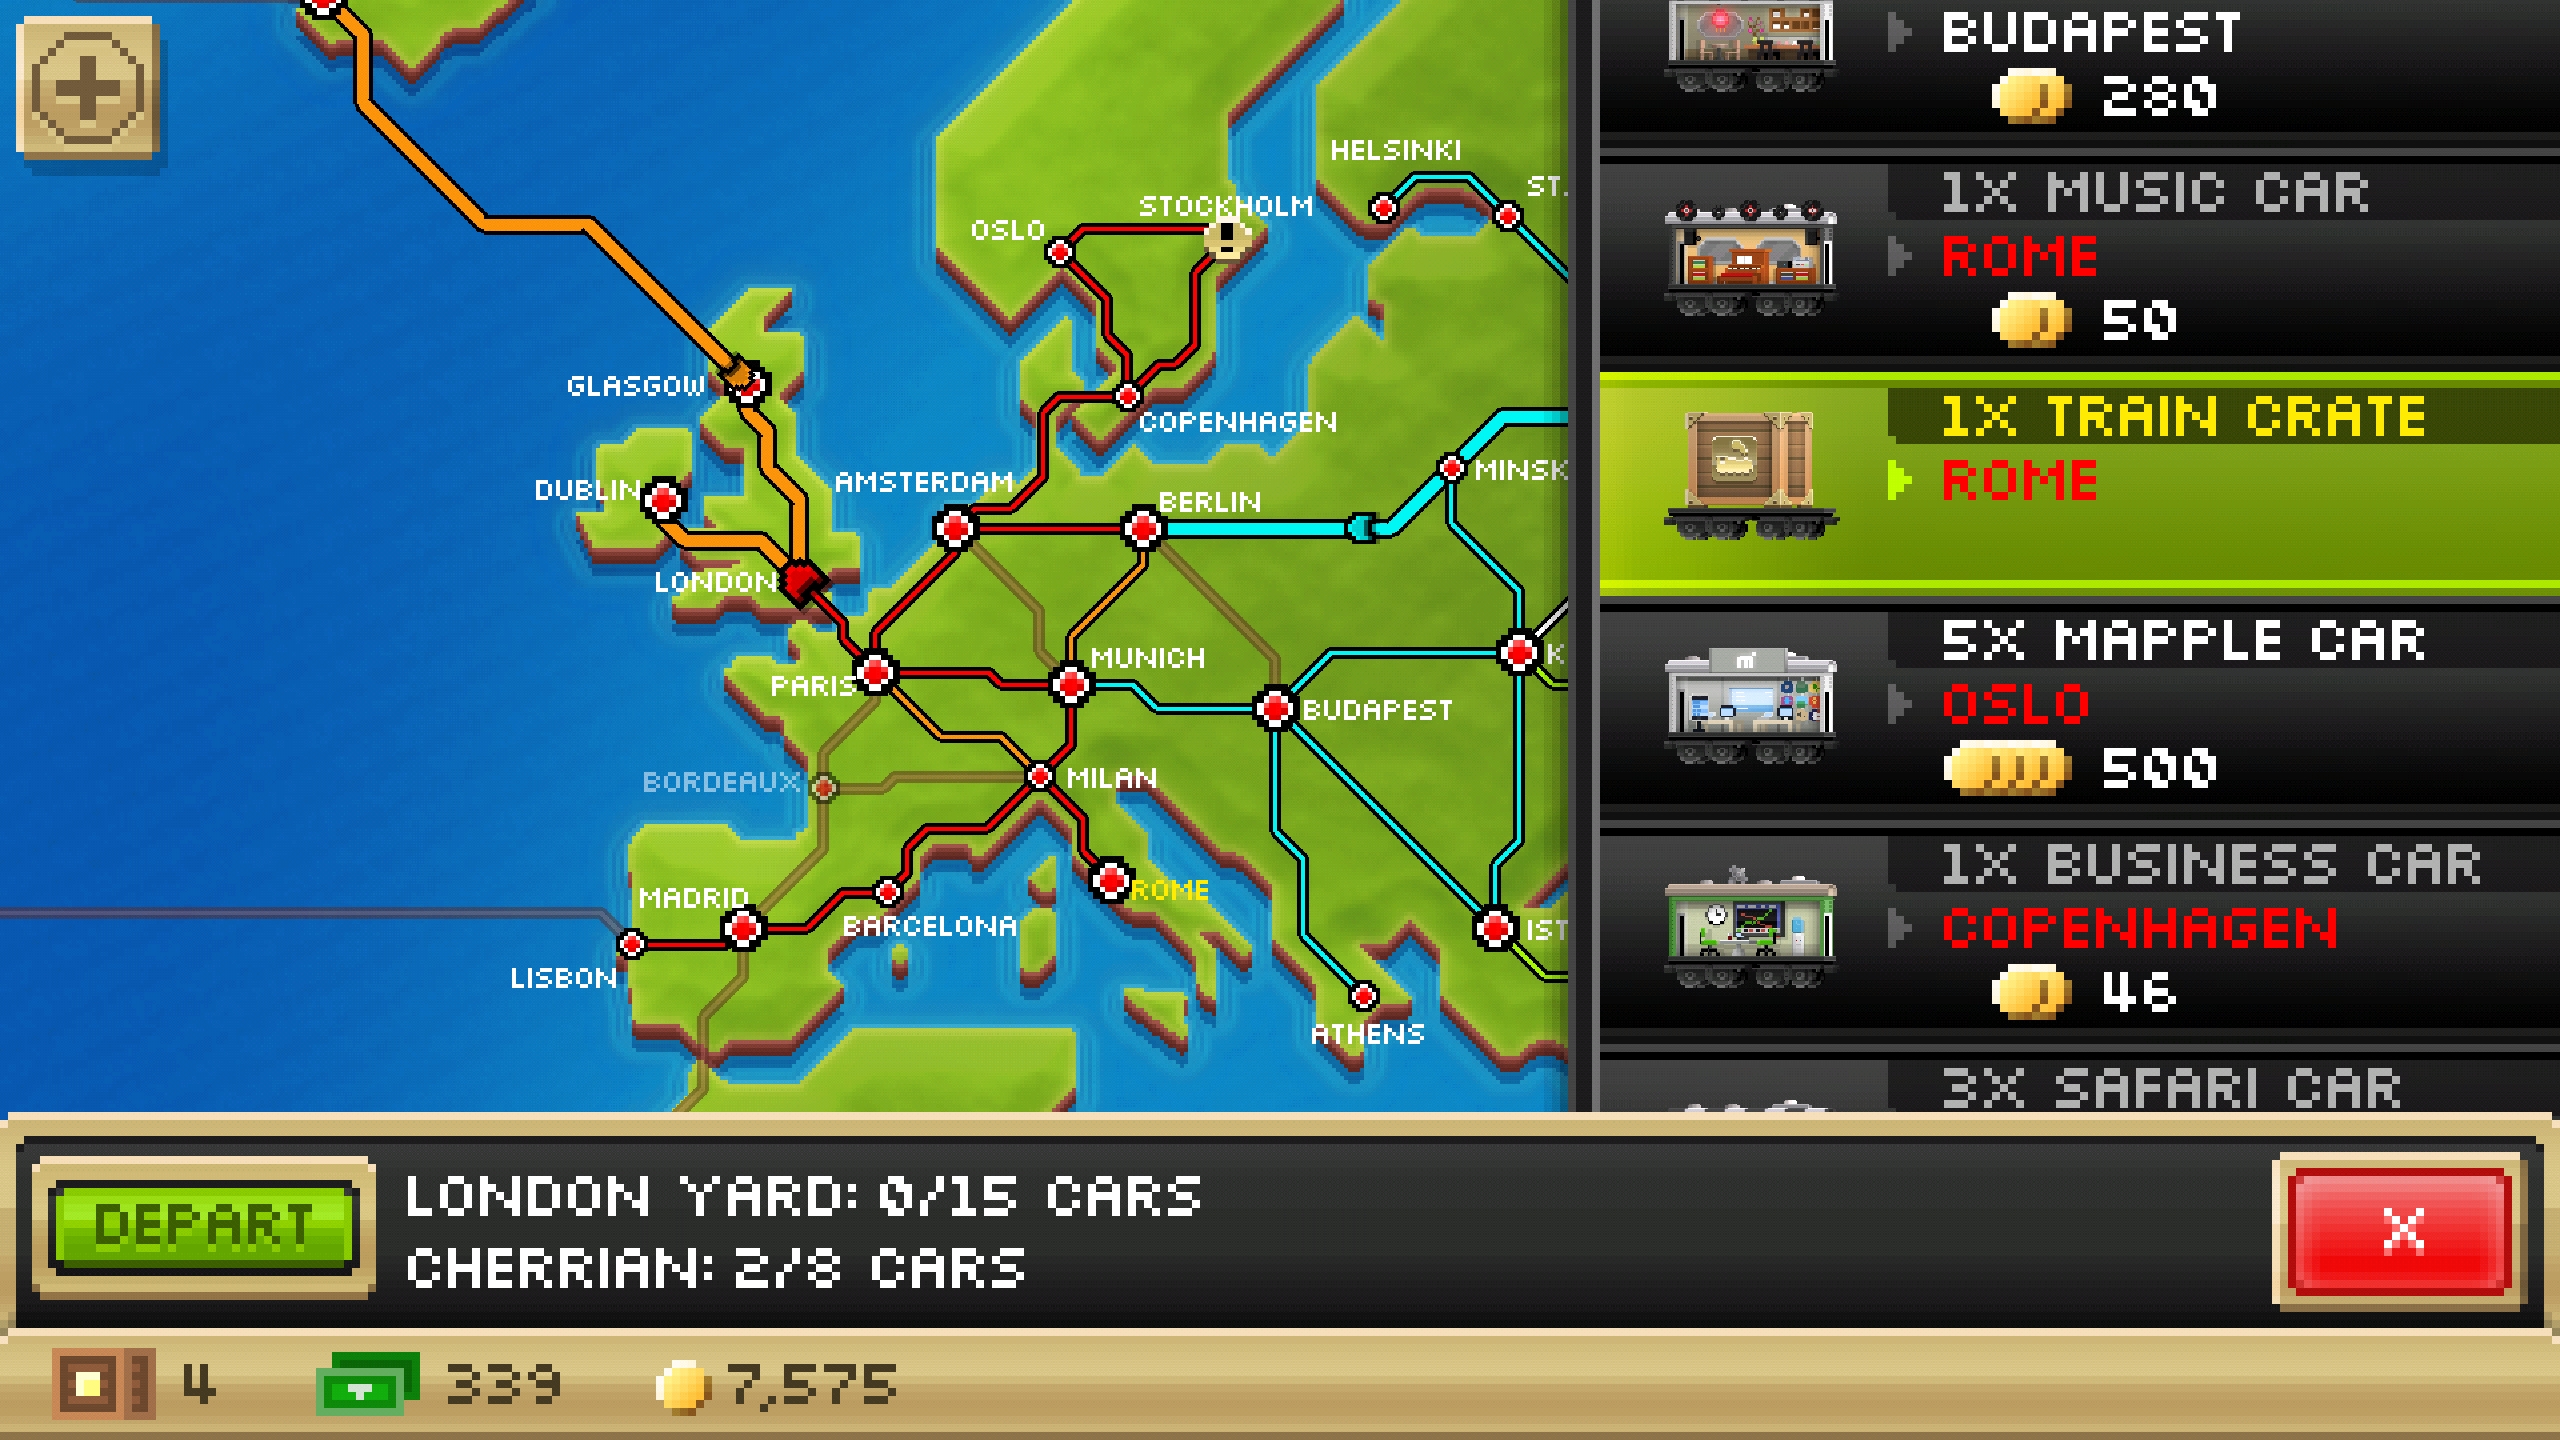 HELSINKI
ST.
STOCKHOLM
OSLO
GLASGOW
COPENHAGEN
AMSTERDAM
MINSK
DUBLIN
BERLIN
LONDON
MUNICH
K
PARIS
BUDAPEST
BORDEAUX
MILAN
MADRID
ROME
BARCELONA
IST
LISBON
ATHENS
BUDAPEST
280
1X MUSIC CAR
ROME
50
1X TRAIN CRATE
ROME
5X MAPPLE CAR
OSLO
500
1X BUSINESS CAR
COPENHAGEN
46
3X SAFARI CAR
DEPART
LONDON YARD: 0/15 CARS
CHERRIAN: 2/8 CARS
X
4
339
7,575